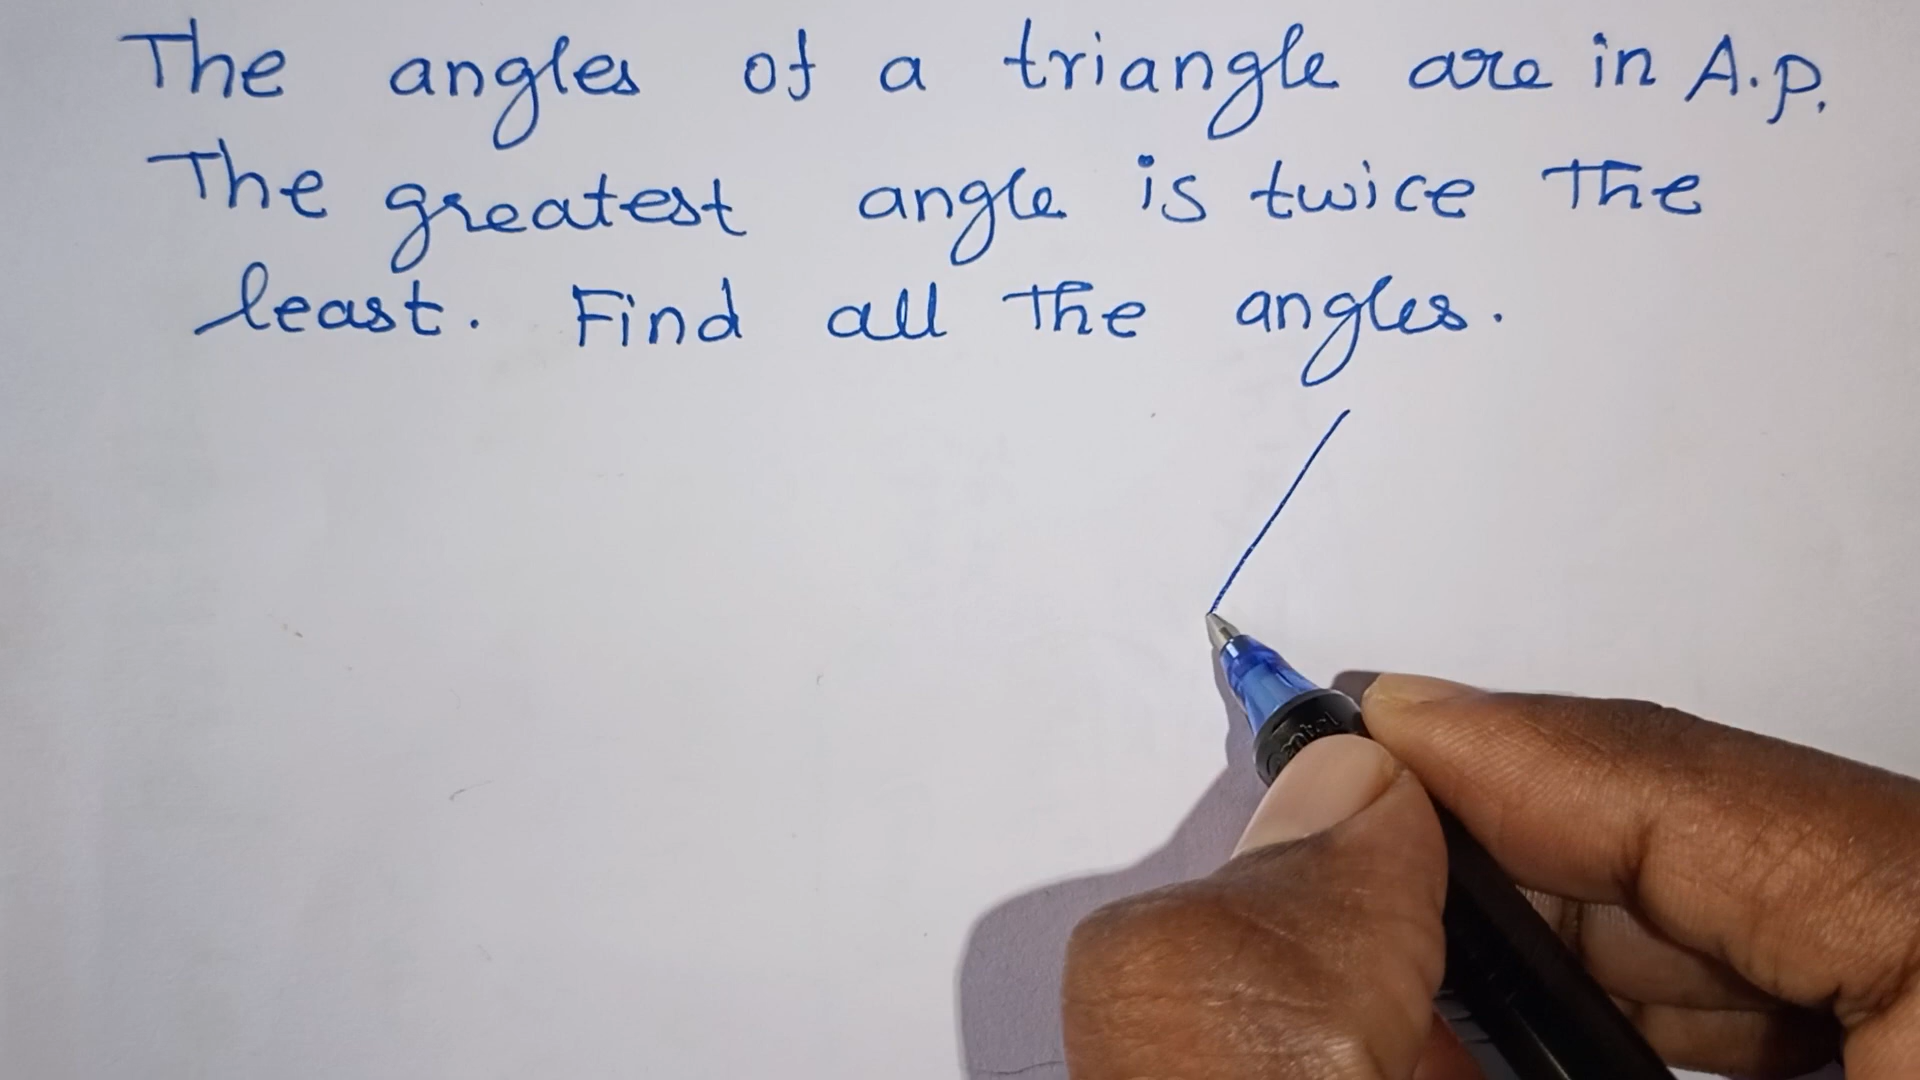 The angles of a triangle are in A.P.
The greatest angle is twice the
least. Find all the angles.